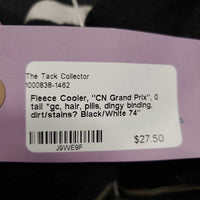 The Tack Collector
1000838-1462
Fleece Cooler, "CN Grand Prix", 0
tail *gc, hair, pills, dingy binding,
dirt/stains? Black/White 74"
J9WE9F
$27.50